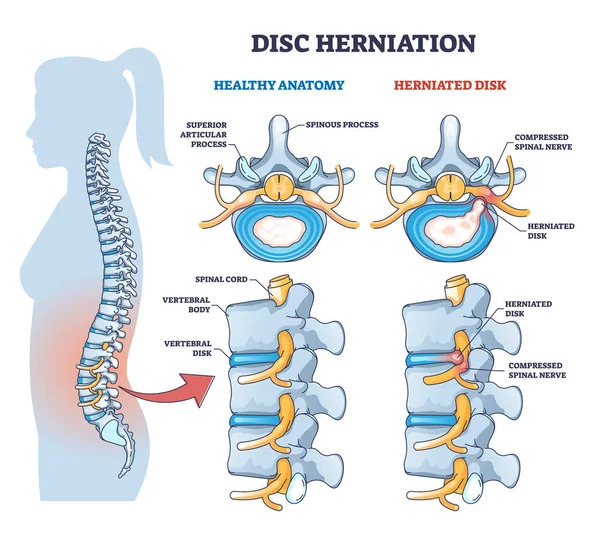 DISC HERNIATION
HEALTHY ANATOMY
HERNIATED DISK
SUPERIOR
ARTICULAR
PROCESS
SPINOUS PROCESS
COMPRESSED
SPINAL NERVE
HERNIATED
DISK
SPINAL CORD
VERTEBRAL
BODY
VERTEBRAL
DISK
HERNIATED
DISK
COMPRESSED
SPINAL NERVE